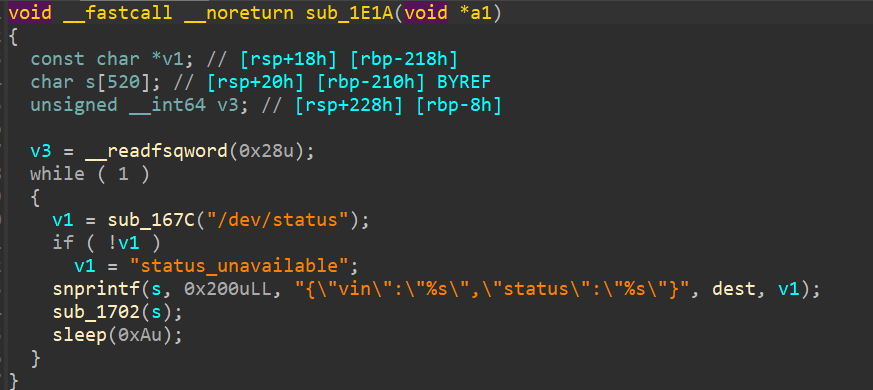 void __fastcall __noreturn sub_1E1A(void *a1)
{
  const char *v1; // [rsp+18h] [rbp-218h]
  char s[520]; // [rsp+20h] [rbp-210h] BYREF
  unsigned __int64 v3; // [rsp+228h] [rbp-8h]

  v3 = __readfsqword(0x28u);
  while ( 1 )
  {
    v1 = sub_167C("/dev/status");
    if ( !v1 )
      v1 = "status_unavailable";
    snprintf(s, 0x200uLL, "{\"vin\":\"%s\",\"status\":\"%s\"}", dest, v1);
    sub_1702(s);
    sleep(0xAu);
  }
}